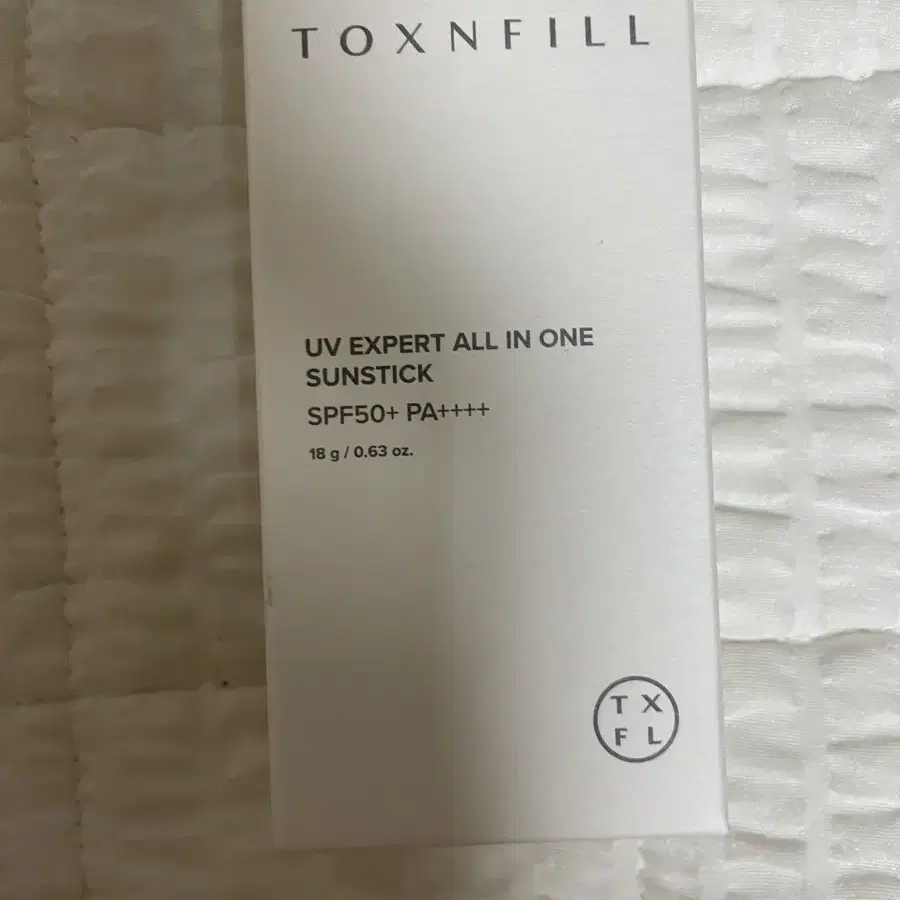 TOXNFILL
UV EXPERT ALL IN ONE
SUNSTICK
SPF50+ PA++++
18 g / 0.63 oz.
T X
F L